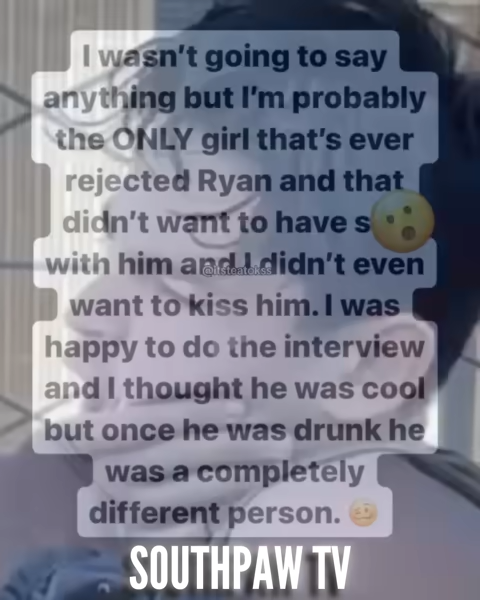 I wasn't going to say
anything but I'm probably
the ONLY girl that's ever
rejected Ryan and that
didn't want to have s😮
with him and I didn't even
want to kiss him. I was
happy to do the interview
and I thought he was cool
but once he was drunk he
was a completely
different person. 🥴
@itsteatokss
SOUTHPAW TV